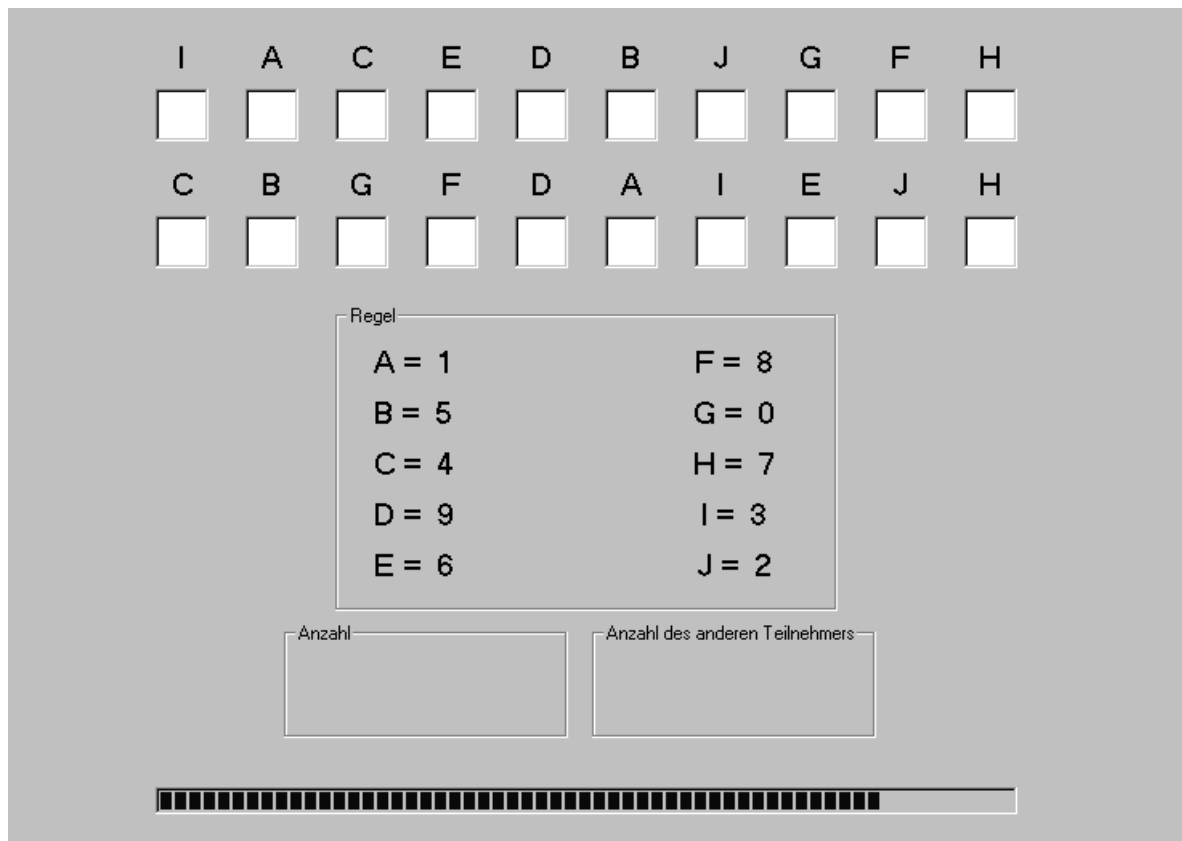 I A C E D B J G F H
C B G F D A I E J H
Regel
A = 1 F = 8
B = 5 G = 0
C = 4 H = 7
D = 9 I = 3
E = 6 J = 2
Anzahl Anzahl des anderen Teilnehmers